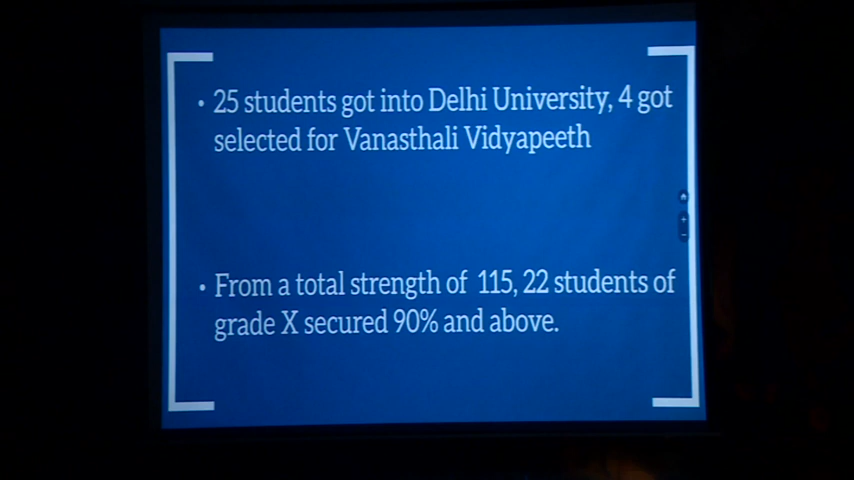 • 25 students got into Delhi University, 4 got
selected for Vanasthali Vidyapeeth
• From a total strength of 115, 22 students of
grade X secured 90% and above.